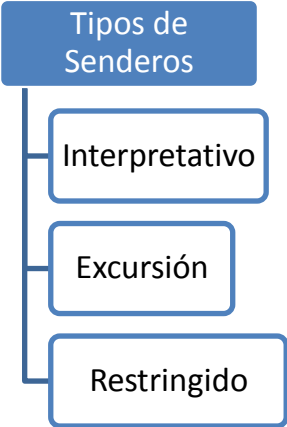 Tipos de
Senderos
Interpretativo
Excursión
Restringido